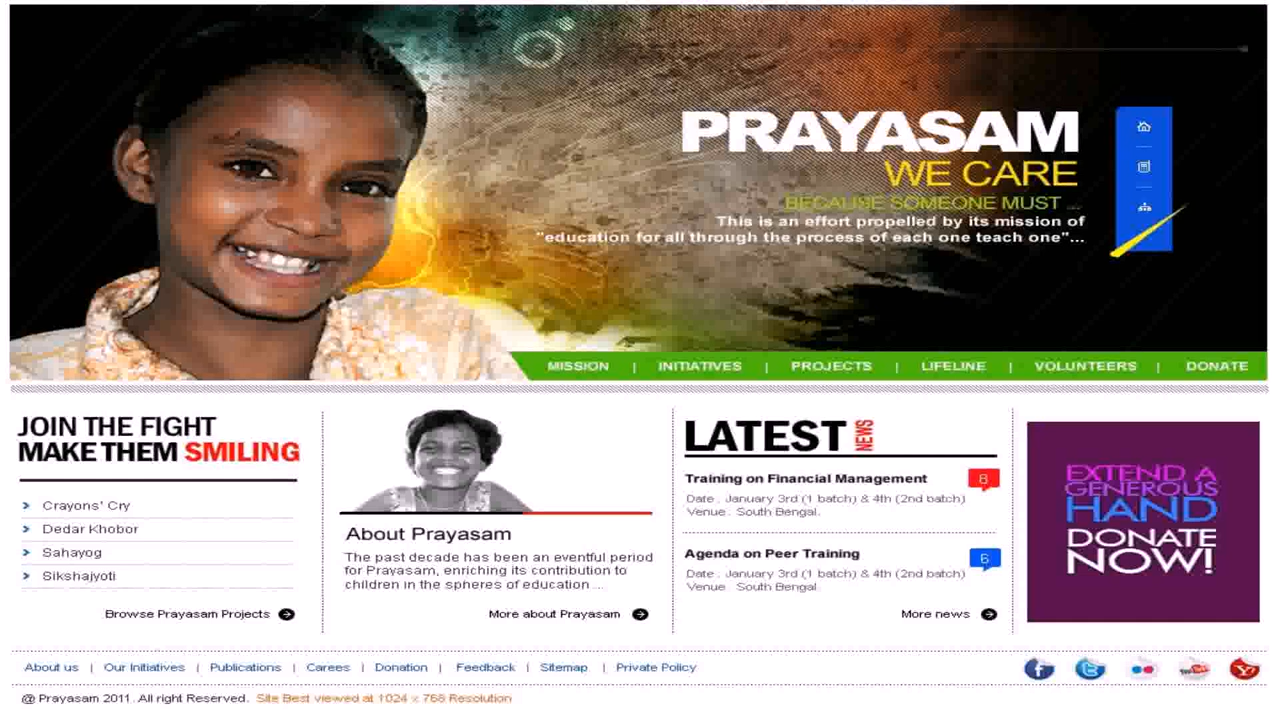 PRAYASAM
WE CARE
BECAUSE SOMEONE MUST ...
This is an effort propelled by its mission of
"education for all through the process of each one teach one"...
MISSION | INITIATIVES | PROJECTS | LIFELINE | VOLUNTEERS | DONATE
JOIN THE FIGHT
MAKE THEM SMILING
Crayons' Cry
Dedar Khobor
Sahayog
Sikshajyoti
Browse Prayasam Projects
About Prayasam
The past decade has been an eventful period
for Prayasam, enriching its contribution to
children in the spheres of education ...
More about Prayasam
LATEST NEWS
Training on Financial Management 8
Date : January 3rd (1 batch) & 4th (2nd batch)
Venue : South Bengal.
Agenda on Peer Training 6
Date : January 3rd (1 batch) & 4th (2nd batch)
Venue : South Bengal.
More news
EXTEND A
GENEROUS
HAND
DONATE
NOW!
About us | Our Initiatives | Publications | Carees | Donation | Feedback | Sitemap | Private Policy
@ Prayasam 2011. All right Reserved. Site Best viewed at 1024 x 768 Resolution